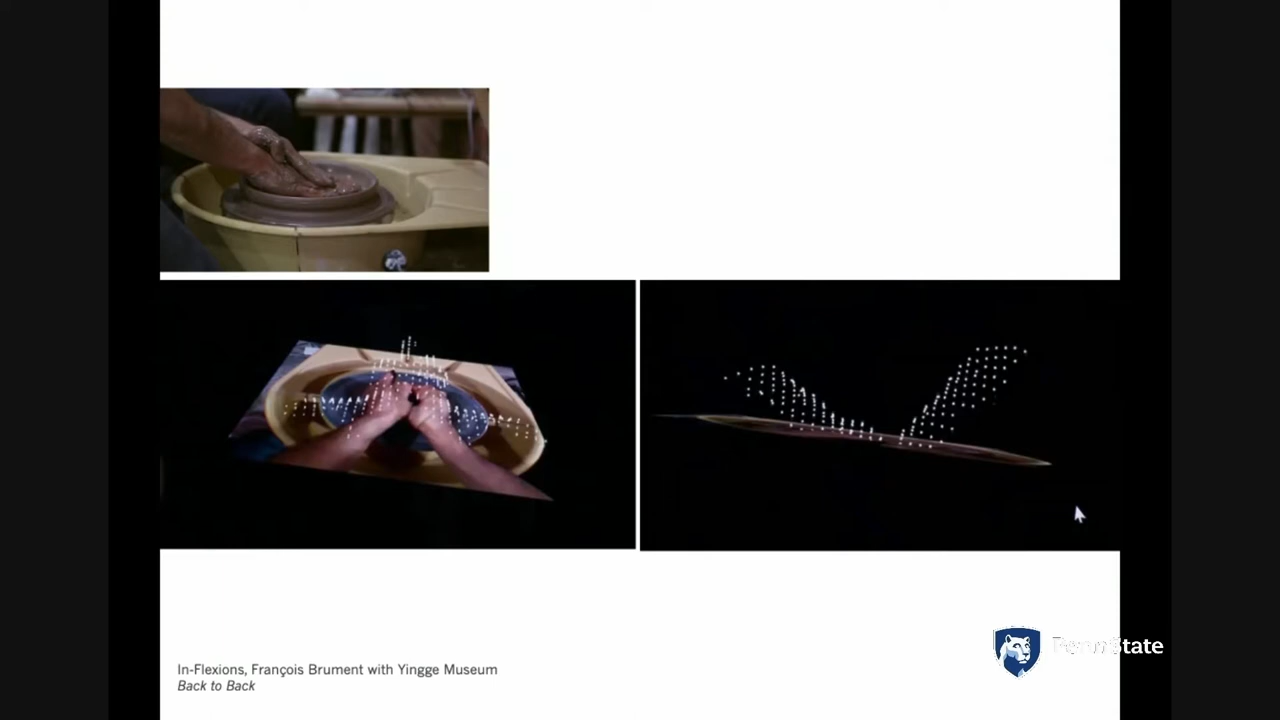 In-Flexions, François Brument with Yingge Museum
Back to Back
PennState